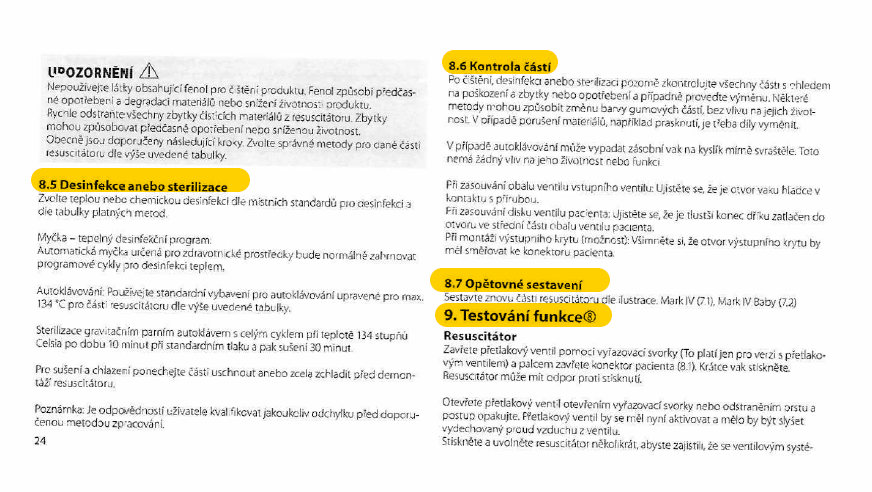 UPOZORNĚNÍ
Nepoužívejte látky obsahující fenol pro čištění produktu. Fenol způsobí předčas-
né opotřebení a degradaci materiálů nebo snížení životnosti produktu.
Rychle odstraňte všechny zbytky čisticích materiálů z resuscitátoru. Zbytky
mohou způsobovat předčasné opotřebení nebo sníženou životnost.
Obecně jsou doporučeny následující kroky. Zvolte správné metody pro dané části
resuscitátoru dle výše uvedené tabulky.
8.5 Desinfekce anebo sterilizace
Zvolte teplou nebo chemickou desinfekci dle místních standardů pro desinfekci a
dle tabulky platných metod.
Myčka – tepelný desinfekční program:
Automatická myčka určená pro zdravotnické prostředky bude normálně zahrnovat
programové cykly pro desinfekci teplem.
Autoklávování: Používejte standardní vybavení pro autoklávování upravené pro max.
134 °C pro části resuscitátoru dle výše uvedené tabulky.
Sterilizace gravitačním parním autoklávem s celým cyklem při teplotě 134 stupňů
Celsia po dobu 10 minut při standardním tlaku a pak sušení 30 minut.
Pro sušení a chlazení ponechejte části uschnout anebo zcela zchladit před demon-
táží resuscitátoru.
Poznámka: Je odpovědností uživatele kvalifikovat jakoukoliv odchylku před doporu-
čenou metodou zpracování.
24
8.6 Kontrola částí
Po čištění, desinfekci anebo sterilizaci pozorně zkontrolujte všechny části s ohledem
na poškození a zbytky nebo opotřebení a případně proveďte výměnu. Některé
metody mohou způsobit změnu barvy gumových částí, bez vlivu na jejich život-
nost. V případě porušení materiálů, například prasknutí, je třeba díly vyměnit.
V případě autoklávování může vypadat zásobní vak na kyslík mírně svraštěle. Toto
nemá žádný vliv na jeho životnost nebo funkci
Při zasouvání obalu ventilu vstupního ventilu: Ujistěte se, že je otvor vaku hladce v
kontaktu s přírubou.
Při zasouvání disku ventilu pacienta: Ujistěte se, že je tlustší konec dříku zatlačen do
otvoru ve střední části obalu ventilu pacienta.
Při montáži výstupního krytu (možnost): Všimněte si, že otvor výstupního krytu by
měl směřovat ke konektoru pacienta.
8.7 Opětovné sestavení
Sestavte znovu části resuscitátoru dle ilustrace. Mark IV (7.1), Mark IV Baby (7.2)
9. Testování funkce⑧
Resuscitátor
Zavřete přetlakový ventil pomocí vyřazovací svorky (To platí jen pro verzi s přetlako-
vým ventilem) a palcem zavřete konektor pacienta (8.1). Krátce vak stiskněte.
Resuscitátor může mít odpor proti stisknutí.
Otevřete přetlakový ventil otevřením vyřazovací svorky nebo odstraněním prstu a
postup opakujte. Přetlakový ventil by se měl nyní aktivovat a mělo by být slyšet
vydechovaný proud vzduchu z ventilu.
Stiskněte a uvolněte resuscitátor několikrát, abyste zajistili, že se ventilovým systé-